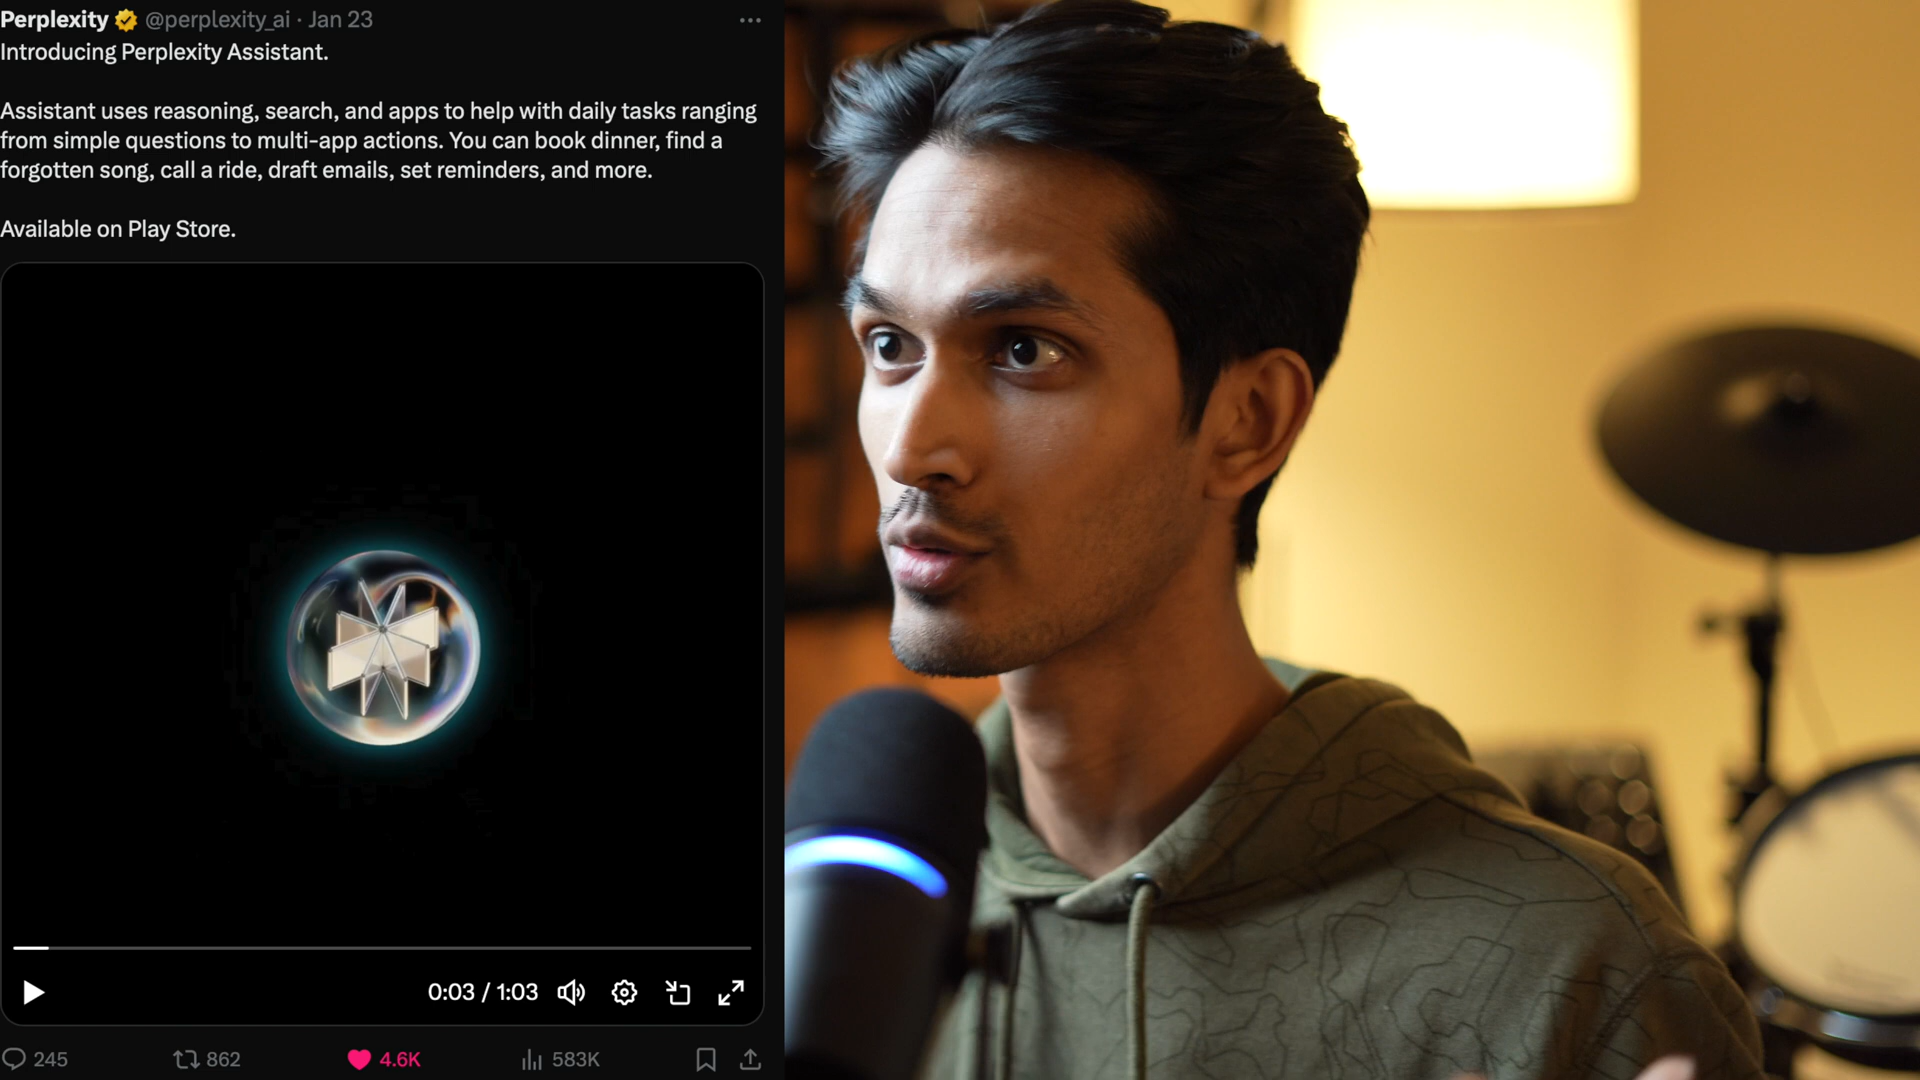 Perplexity @perplexity_ai · Jan 23
Introducing Perplexity Assistant.
Assistant uses reasoning, search, and apps to help with daily tasks ranging
from simple questions to multi-app actions. You can book dinner, find a
forgotten song, call a ride, draft emails, set reminders, and more.
Available on Play Store.
0:03 / 1:03
245 862 4.6K 583K